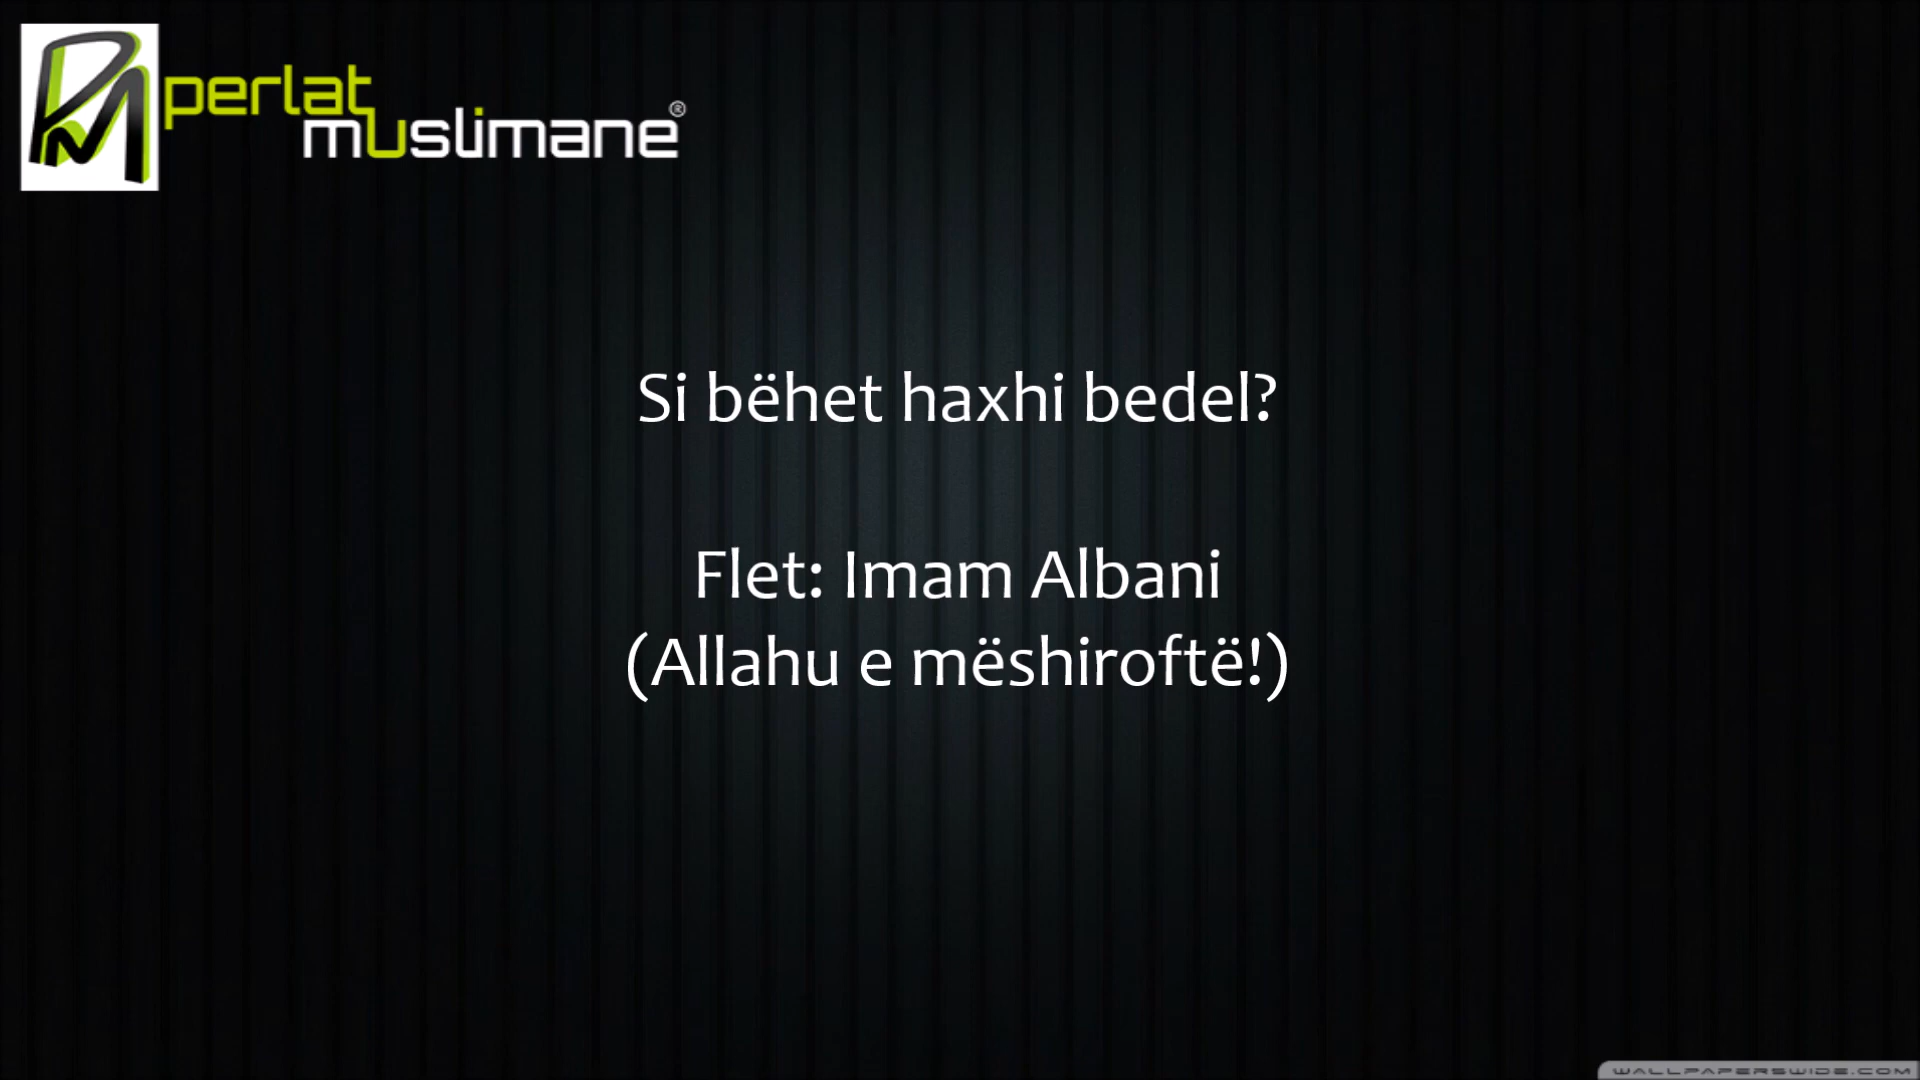 perlat
muslimane®
Si bëhet haxhi bedel?
Flet: Imam Albani
(Allahu e mëshiroftë!)
WALLPAPERSWIDE.COM